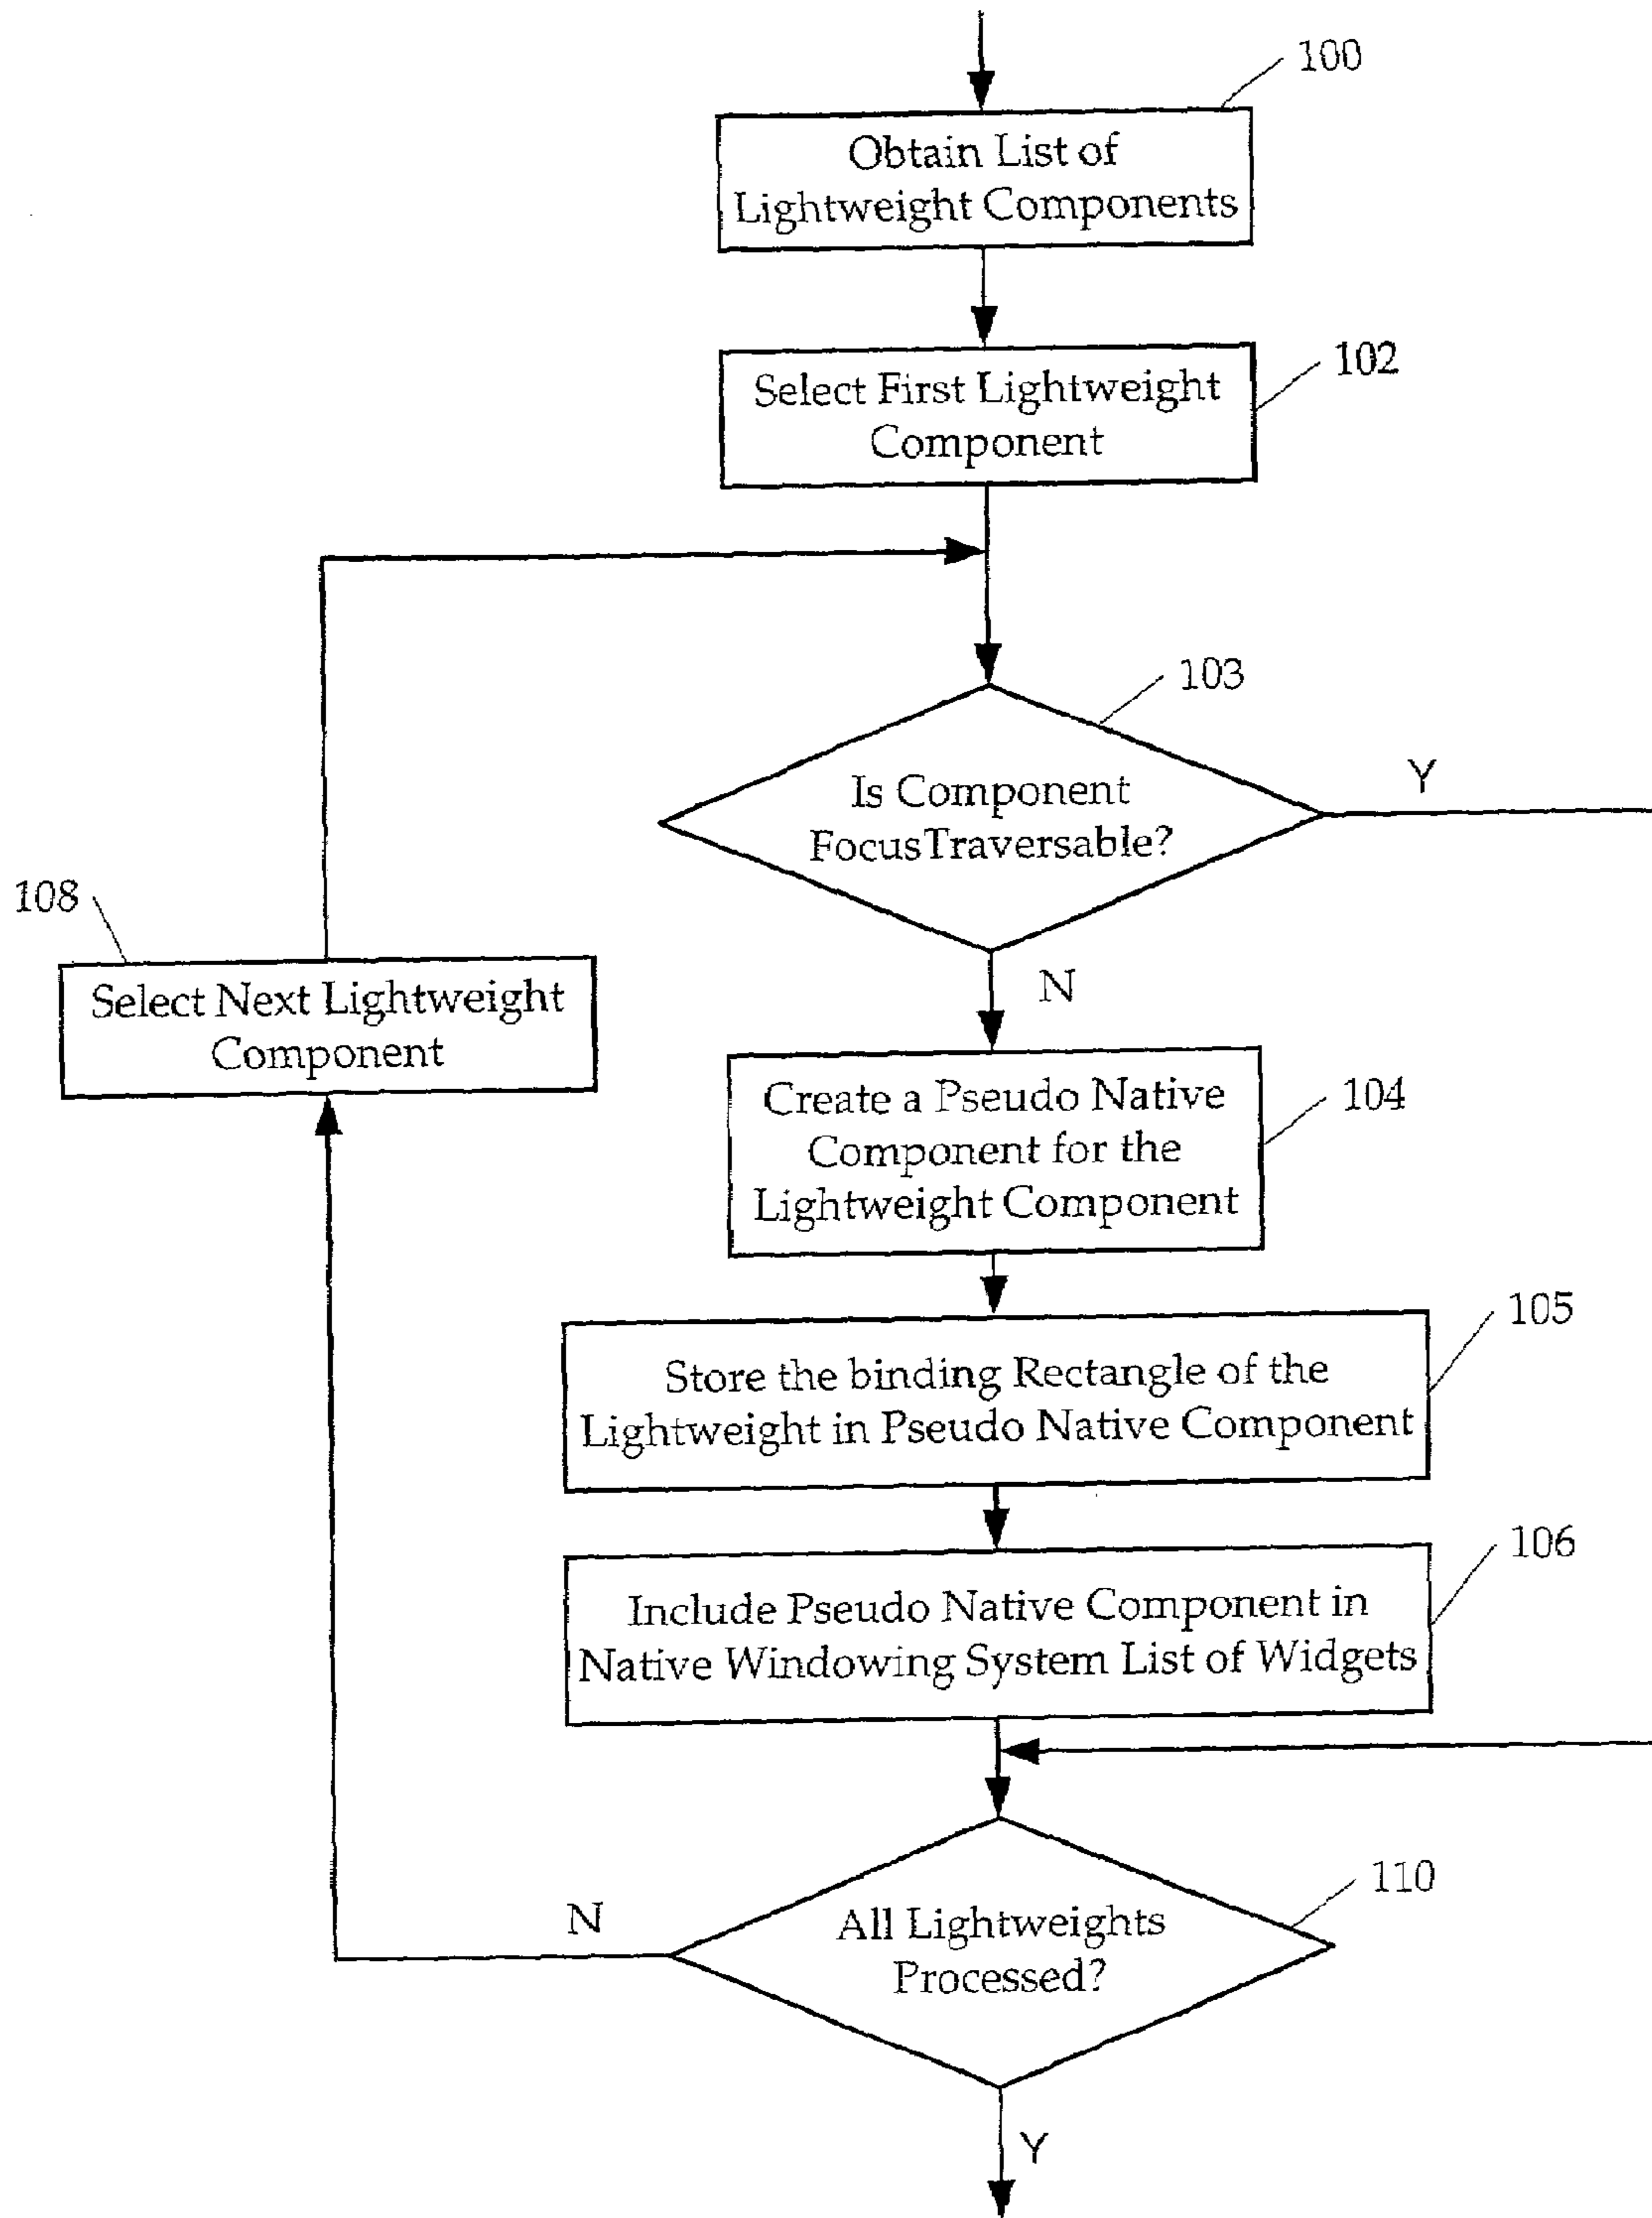 100
Obtain List of
Lightweight Components
102
Select First Lightweight
Component
103
Is Component
FocusTraversable?
Y
N
108
Select Next Lightweight
Component
104
Create a Pseudo Native
Component for the
Lightweight Component
105
Store the binding Rectangle of the
Lightweight in Pseudo Native Component
106
Include Pseudo Native Component in
Native Windowing System List of Widgets
110
All Lightweights
Processed?
N
Y